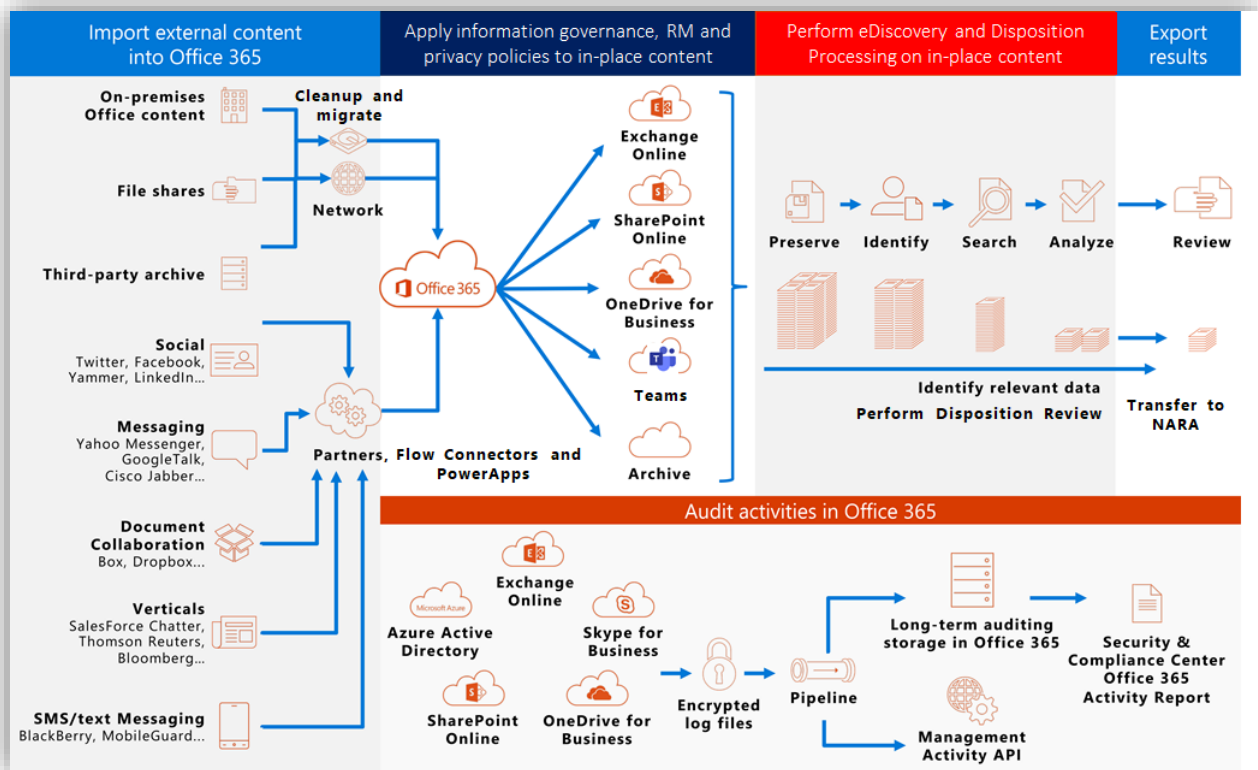 Import external content
into Office 365
Apply information governance, RM and
privacy policies to in-place content
Perform eDiscovery and Disposition
Processing on in-place content
Export
results
On-premises
Office content
Cleanup and
migrate
File shares
Network
Third-party archive
Social
Twitter, Facebook,
Yammer, LinkedIn...
Messaging
Yahoo Messenger,
GoogleTalk,
Cisco Jabber...
Partners, Flow Connectors and
PowerApps
Document
Collaboration
Box, Dropbox...
Verticals
SalesForce Chatter,
Thomson Reuters,
Bloomberg...
SMS/text Messaging
BlackBerry, MobileGuard...
Office 365
E
Exchange
Online
S
SharePoint
Online
OneDrive for
Business
T
Teams
Archive
Preserve
Identify
Search
Analyze
Review
Identify relevant data
Perform Disposition Review
Transfer to
NARA
Audit activities in Office 365
E
Exchange
Online
Microsoft Azure
Azure Active
Directory
S
Skype for
Business
S
SharePoint
Online
OneDrive for
Business
Encrypted
log files
Pipeline
Long-term auditing
storage in Office 365
Management
Activity API
Security &
Compliance Center
Office 365
Activity Report